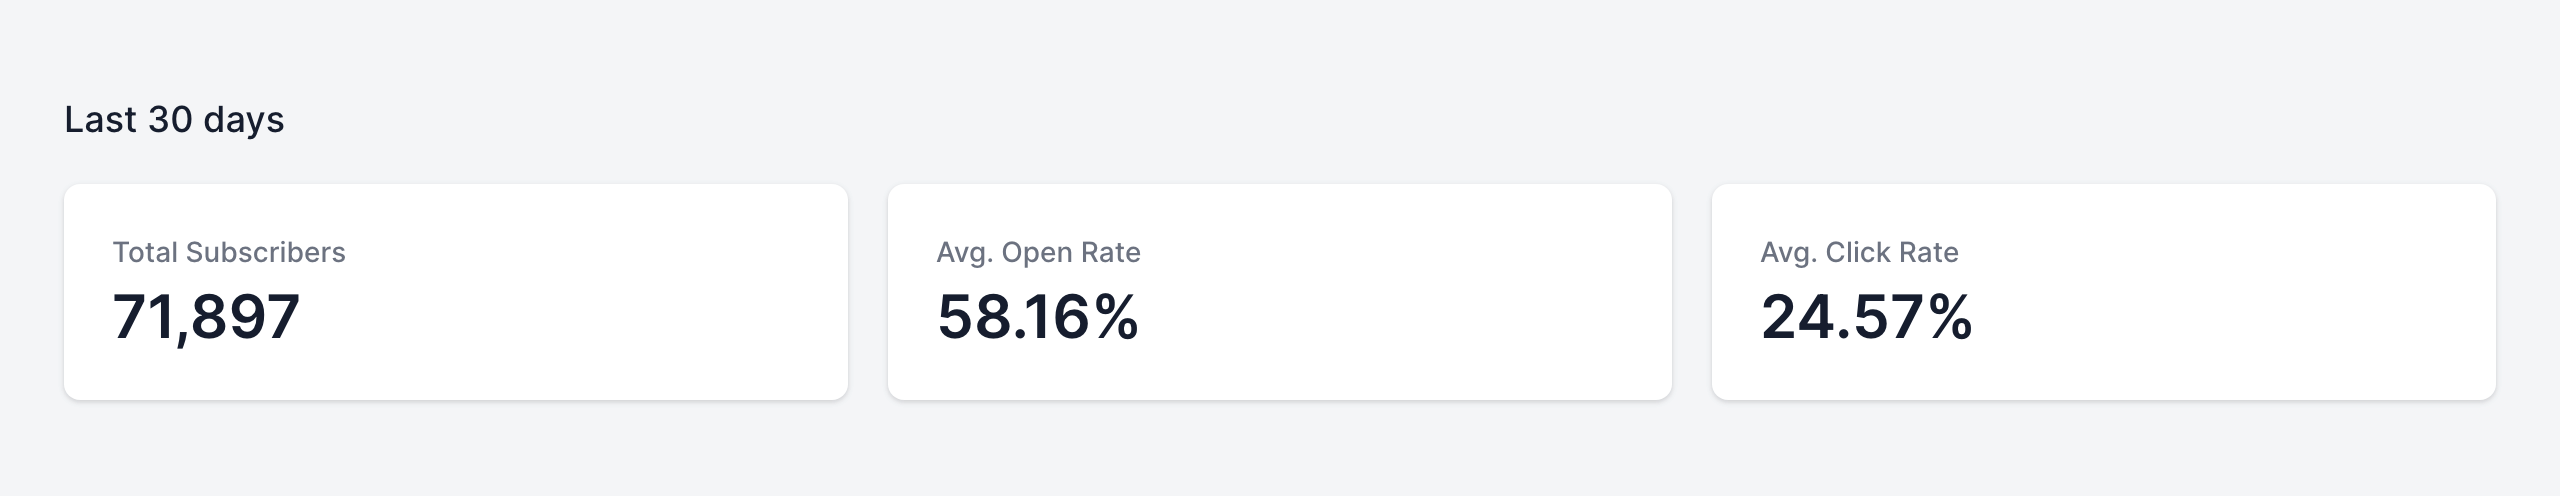 Last 30 days
Total Subscribers
71,897
Avg. Open Rate
58.16%
Avg. Click Rate
24.57%